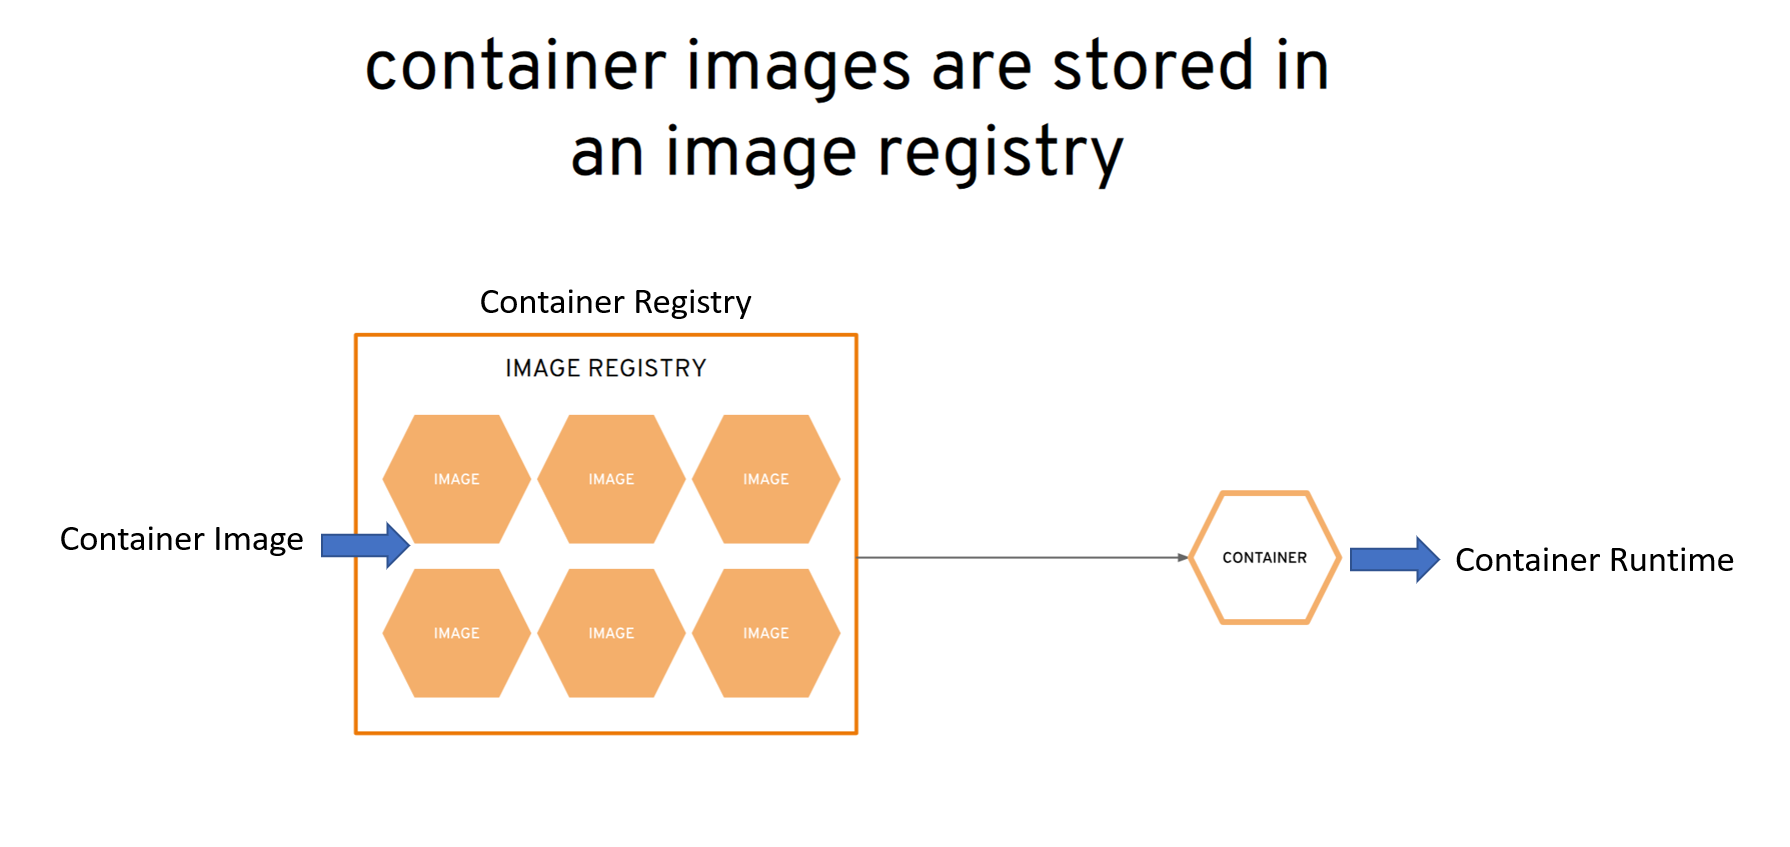 container images are stored in
an image registry
Container Registry
IMAGE REGISTRY
IMAGE IMAGE IMAGE
Container Image
CONTAINER
Container Runtime
IMAGE IMAGE IMAGE